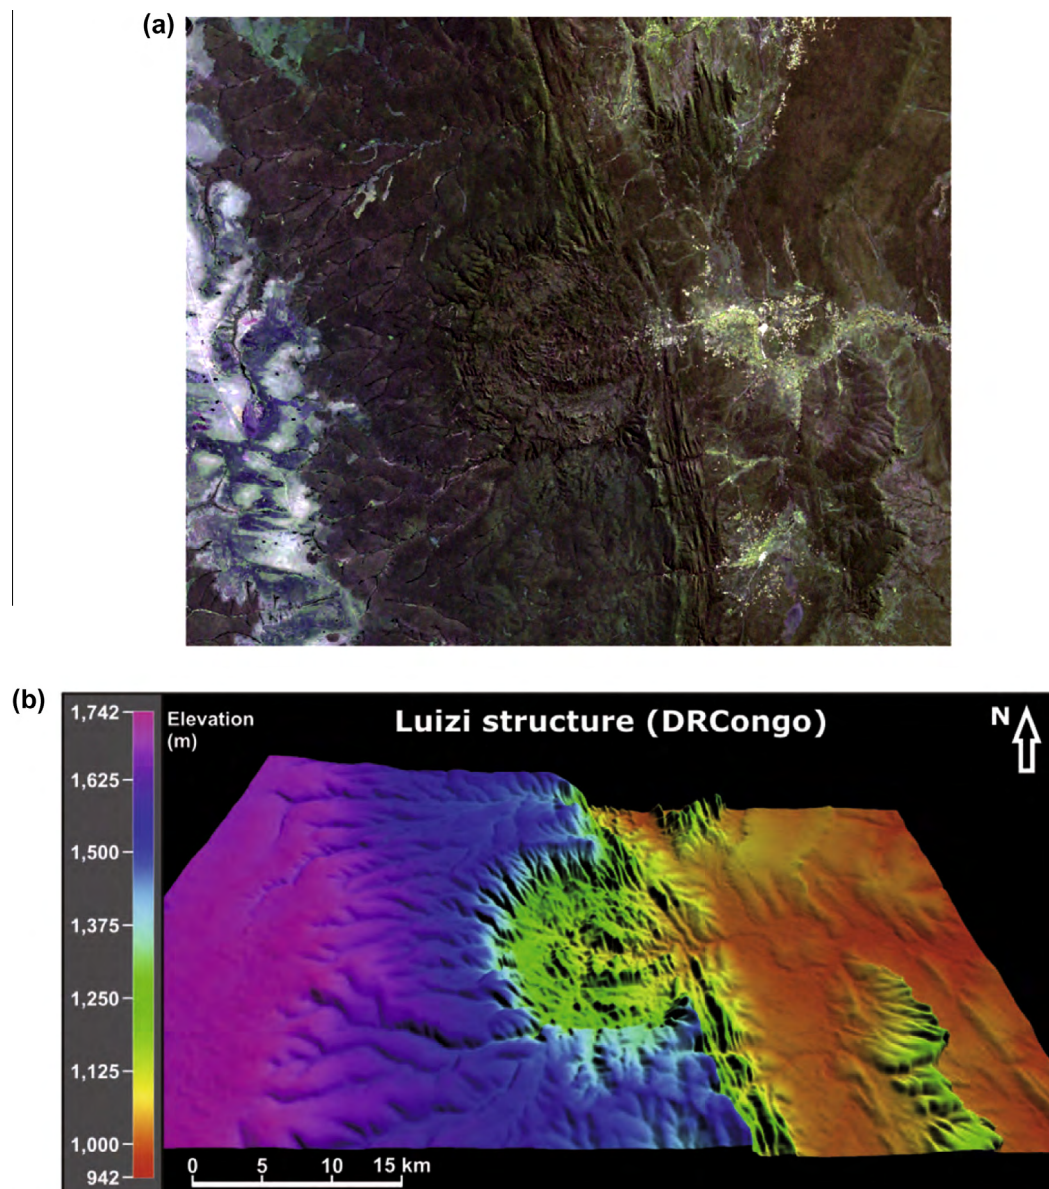 (a)
(b)
1,742
1,625
1,500
1,375
1,250
1,125
1,000
942
Elevation
(m)
Luizi structure (DRCongo)
N
0 5 10 15 km